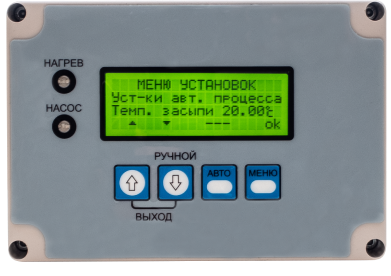 НАГРЕВ
НАСОС
МЕНЮ УСТАНОВОК
Уст-ки авт. процесса
Темп. засыпи 20.00°C
▲ ▼ --- ok
РУЧНОЙ
АВТО
МЕНЮ
ВЫХОД